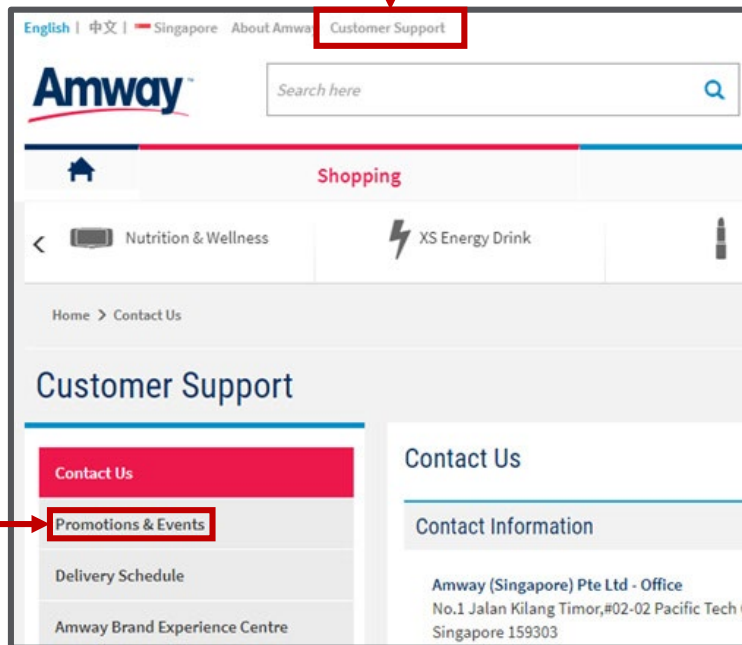 English | 中文 | Singapore About Amway Customer Support
Amway
Search here
Shopping
Nutrition & Wellness
XS Energy Drink
Home > Contact Us
Customer Support
Contact Us
Promotions & Events
Delivery Schedule
Amway Brand Experience Centre
Contact Us
Contact Information
Amway (Singapore) Pte Ltd - Office
No.1 Jalan Kilang Timor,#02-02 Pacific Tech
Singapore 159303